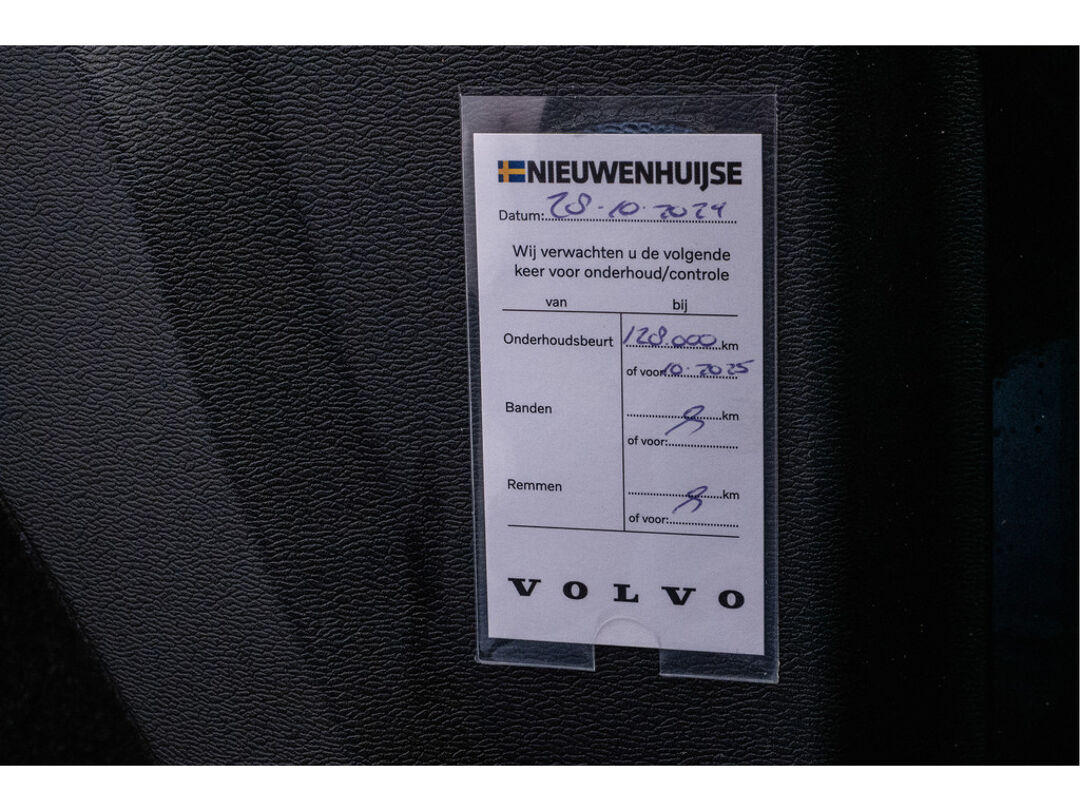 NIEUWENHUIJSE
Datum: 28-10-2024
Wij verwachten u de volgende
keer voor onderhoud/controle
van bij
Onderhoudsbeurt 128.000 km
of voor: 10-2025
Banden km
of voor:
Remmen km
of voor:
VOLVO